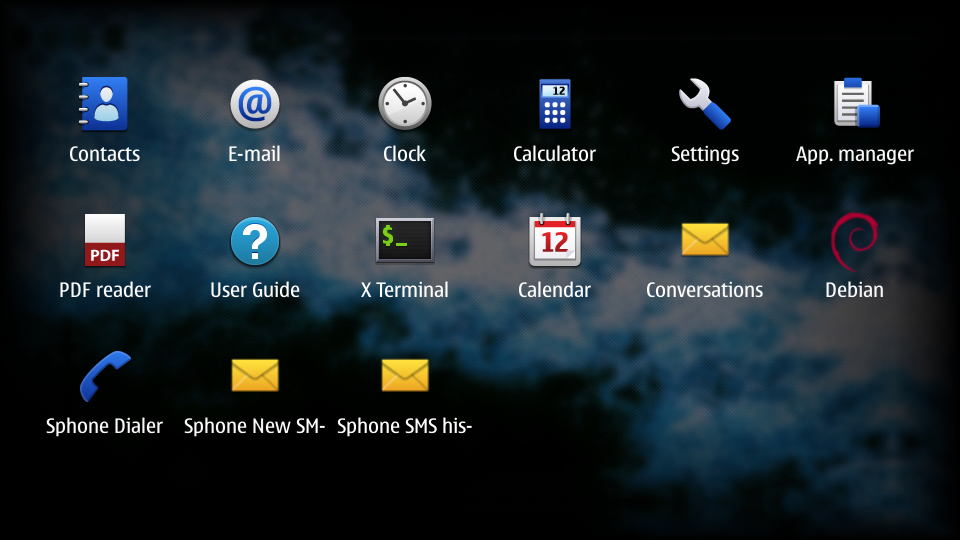 12
Contacts
E-mail
Clock
Calculator
Settings
App. manager
PDF
?
$_
12
PDF reader
User Guide
X Terminal
Calendar
Conversations
Debian
Sphone Dialer
Sphone New SM-
Sphone SMS his-